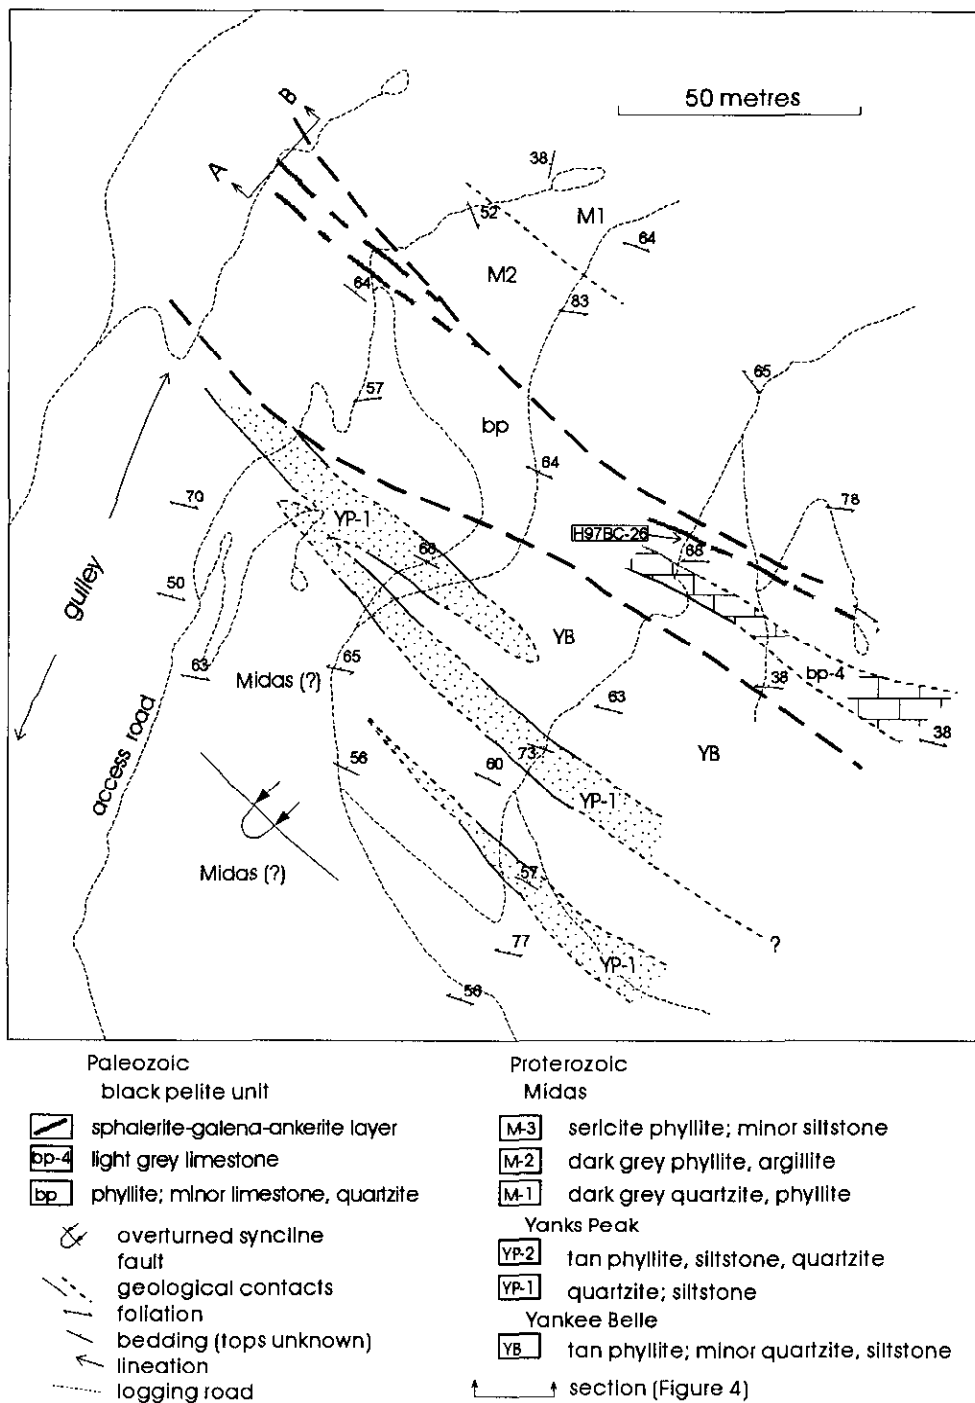 50 metres
B
A
38
52
M1
64
M2
64
83
57
65
bp
64
70
78
YP-1
H97BC-26
68
66
50
gulley
YB
65
63
Midas (?)
63
38
bp-4
38
YB
access road
56
60
73
YP-1
Midas (?)
57
?
77
YP-1
56
Paleozoic
black pelite unit
sphalerite-galena-ankerite layer
bp-4 light grey limestone
bp phyllite; minor limestone, quartzite
overturned syncline
fault
geological contacts
foliation
bedding (tops unknown)
lineation
logging road
Proterozoic
Midas
M-3 sericite phyllite; minor siltstone
M-2 dark grey phyllite, argillite
M-1 dark grey quartzite, phyllite
Yanks Peak
YP-2 tan phyllite, siltstone, quartzite
YP-1 quartzite; siltstone
Yankee Belle
YB tan phyllite; minor quartzite, siltstone
section (Figure 4)